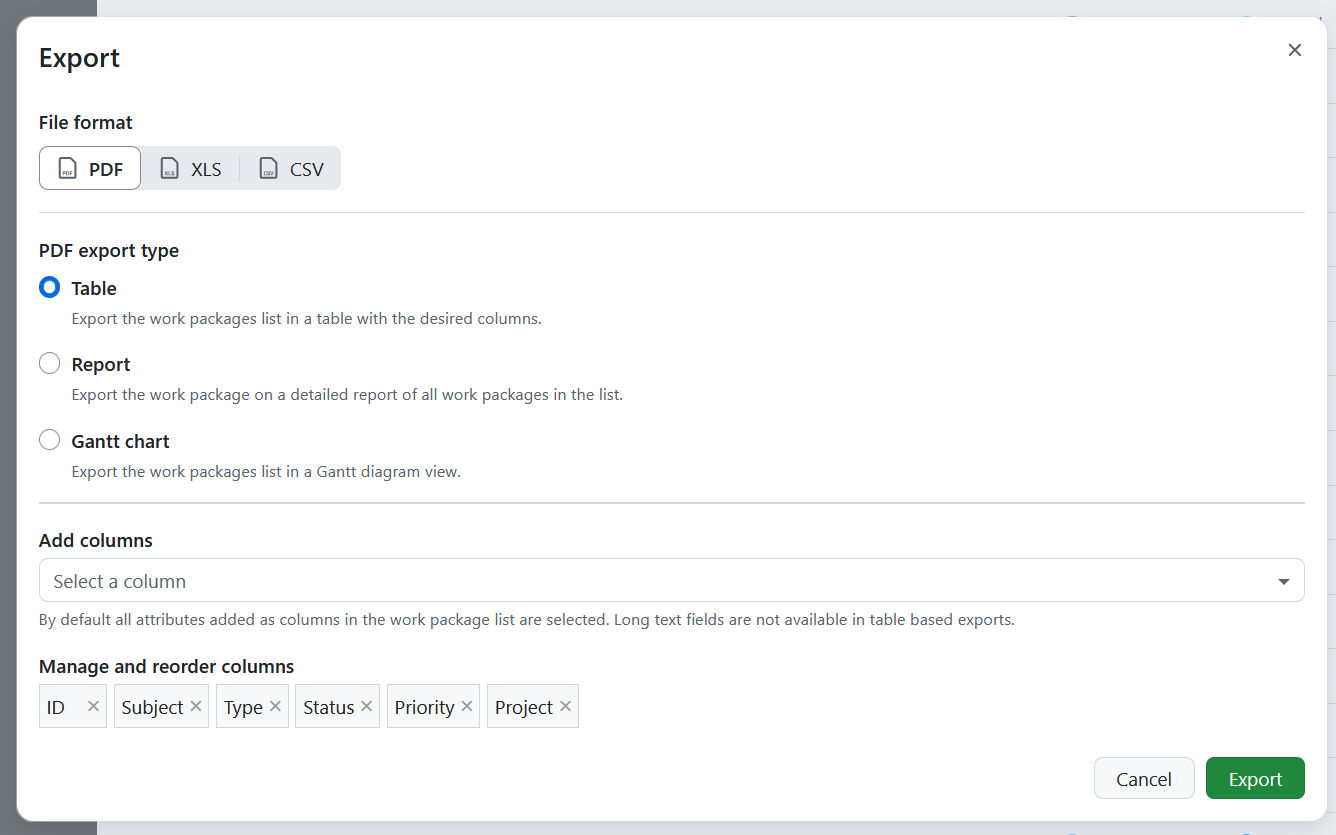 Export
File format
PDF XLS CSV
PDF export type
Table
Export the work packages list in a table with the desired columns.
Report
Export the work package on a detailed report of all work packages in the list.
Gantt chart
Export the work packages list in a Gantt diagram view.
Add columns
Select a column
By default all attributes added as columns in the work package list are selected. Long text fields are not available in table based exports.
Manage and reorder columns
ID Subject Type Status Priority Project
Cancel Export